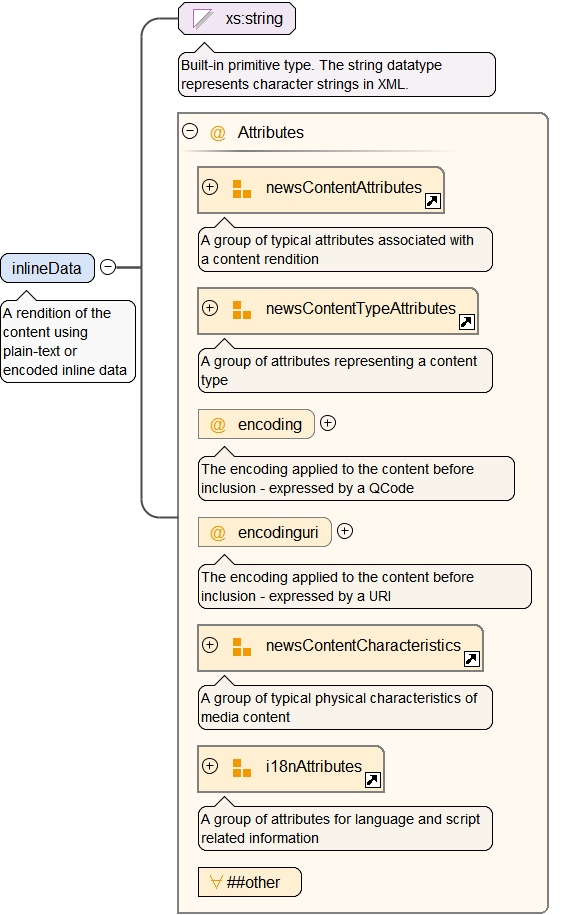 xs:string
Built-in primitive type. The string datatype
represents character strings in XML.
@ Attributes
newsContentAttributes
A group of typical attributes associated with
a content rendition
inlineData
A rendition of the
content using
plain-text or
encoded inline data
newsContentTypeAttributes
A group of attributes representing a content
type
@ encoding
The encoding applied to the content before
inclusion - expressed by a QCode
@ encodinguri
The encoding applied to the content before
inclusion - expressed by a URI
newsContentCharacteristics
A group of typical physical characteristics of
media content
i18nAttributes
A group of attributes for language and script
related information
##other